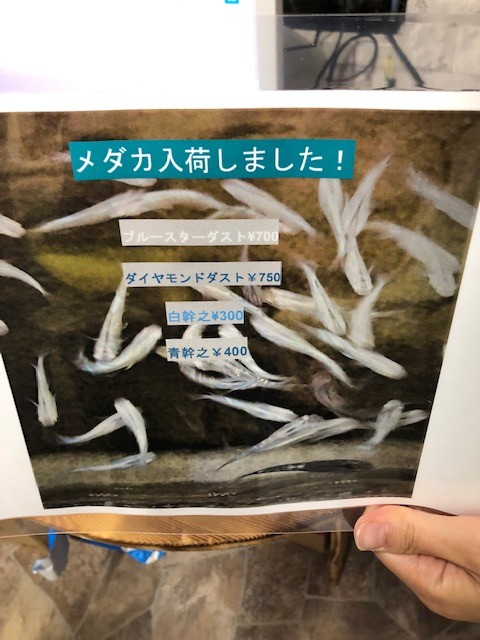 メダカ入荷しました！
ブルースターダスト¥700
ダイヤモンドダスト￥750
白幹之¥300
青幹之￥400